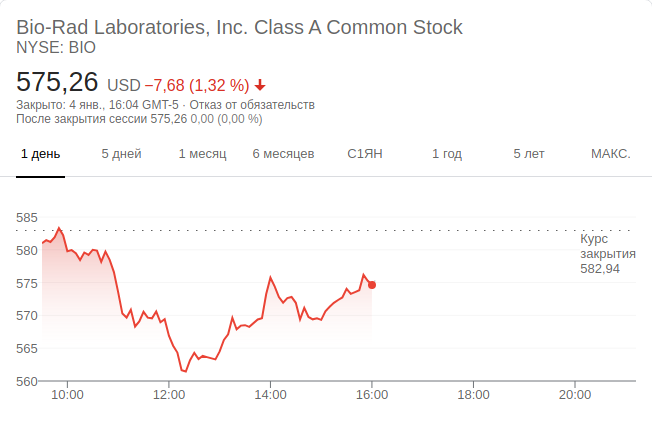 Bio-Rad Laboratories, Inc. Class A Common Stock
NYSE: BIO
575,26 USD −7,68 (1,32 %)
Закрыто: 4 янв., 16:04 GMT-5 · Отказ от обязательств
После закрытия сессии 575,26 0,00 (0,00 %)
1 день 5 дней 1 месяц 6 месяцев С1ЯН 1 год 5 лет МАКС.
585
580
575
570
565
560
Курс
закрытия
582,94
10:00 12:00 14:00 16:00 18:00 20:00